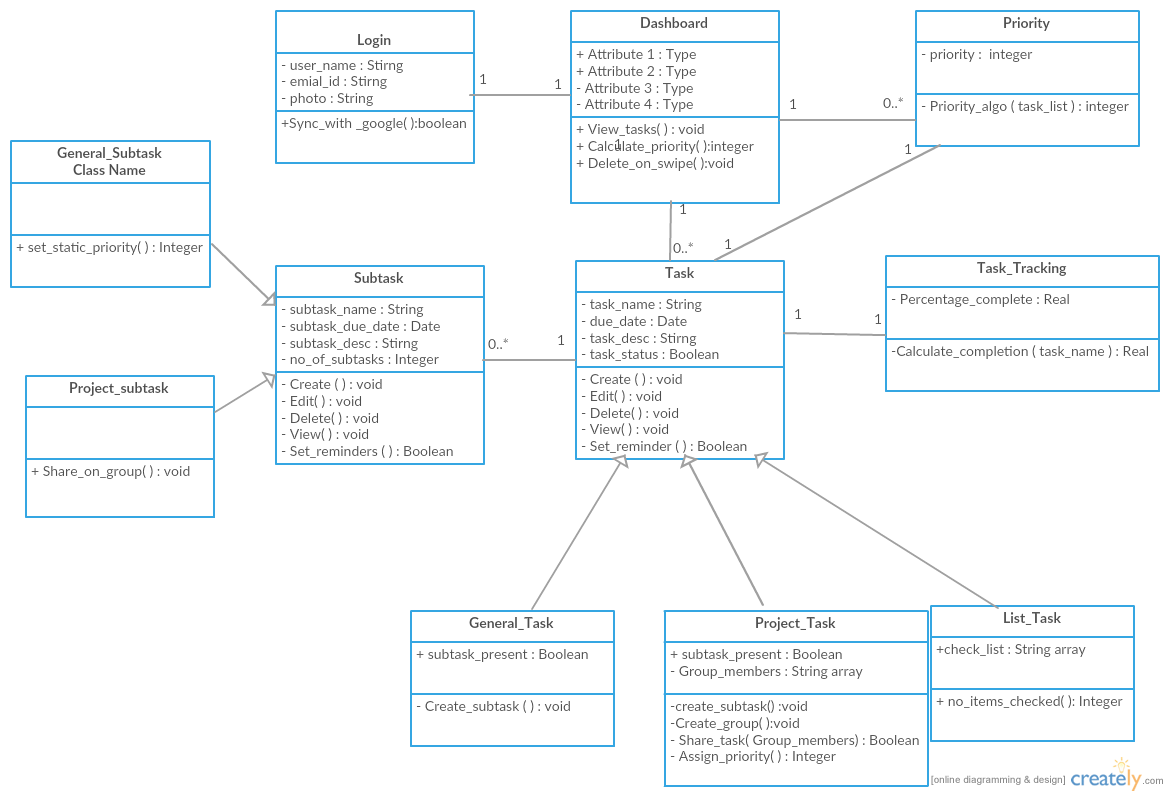 Login
- user_name : Stirng
- emial_id : Stirng
- photo : String
+Sync_with _google( ):boolean
1
1
Dashboard
+ Attribute 1 : Type
+ Attribute 2 : Type
- Attribute 3 : Type
- Attribute 4 : Type
+ View_tasks( ) : void
+ Calculate_priority( ):integer
1
+ Delete_on_swipe( ):void
1
0..*
Priority
- priority :  integer
- Priority_algo ( task_list ) : integer
1
1
1
0..*
General_Subtask
Class Name
+ set_static_priority( ) : Integer
Subtask
- subtask_name : String
- subtask_due_date : Date
- subtask_desc : Stirng
- no_of_subtasks : Integer
- Create ( ) : void
- Edit( ) : void
- Delete( ) : void
- View( ) : void
- Set_reminders ( ) : Boolean
0..*
1
Task
- task_name : String
- due_date : Date
- task_desc : Stirng
- task_status : Boolean
- Create ( ) : void
- Edit( ) : void
- Delete( ) : void
- View( ) : void
- Set_reminder ( ) : Boolean
1
1
Task_Tracking
- Percentage_complete : Real
-Calculate_completion ( task_name ) : Real
Project_subtask
+ Share_on_group( ) : void
General_Task
+ subtask_present : Boolean
- Create_subtask ( ) : void
Project_Task
+ subtask_present : Boolean
- Group_members : String array
-create_subtask() :void
-Create_group( ):void
- Share_task( Group_members) : Boolean
- Assign_priority( ) : Integer
List_Task
+check_list : String array
+ no_items_checked( ): Integer
[online diagramming & design] creately.com